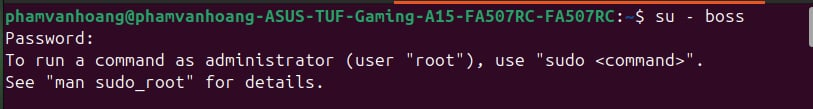 phamvanhoang@phamvanhoang-ASUS-TUF-Gaming-A15-FA507RC-FA507RC:~$ su - boss
Password:
To run a command as administrator (user "root"), use "sudo <command>".
See "man sudo_root" for details.